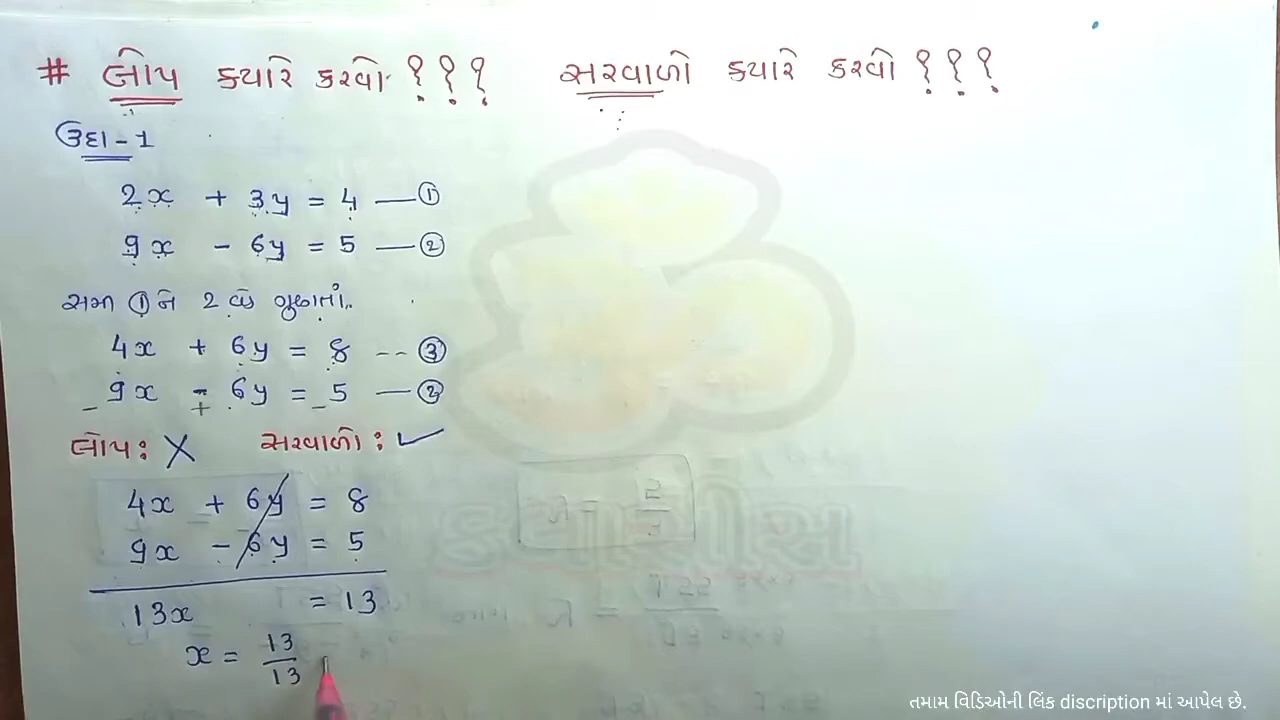 # લોપ ક્યારે કરવો ??? સરવાળો ક્યારે કરવો ???
ઉદા - 1
2x + 3y = 4 — ①
9x - 6y = 5 — ②
સમી ① ને 2 વડે ગુણતાં..
4x + 6y = 8 -- ③
9x - 6y = 5 — ②
- + -
લોપ: X સરવાળો: ✓
4x + 6y = 8
9x - 6y = 5
13x = 13
x = 13/13
તમામ વિડિઓની લિંક discription માં આપેલ છે.